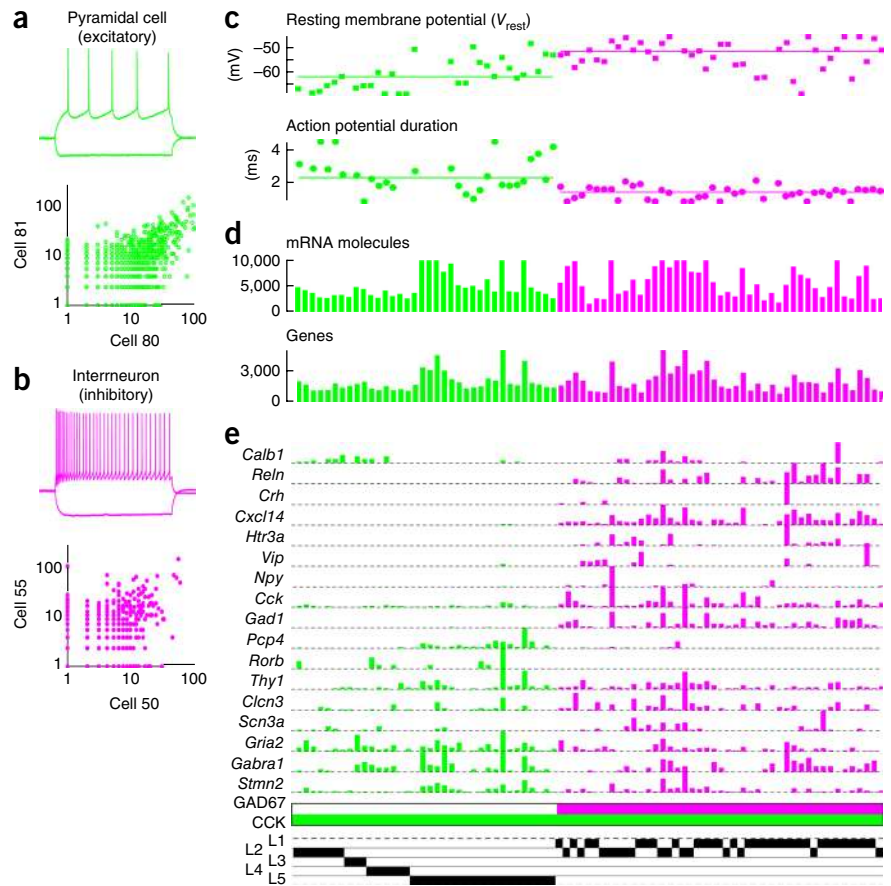 a
Pyramidal cell
(excitatory)
Cell 81
100
10
1
1
10
100
Cell 80
b
Interrneuron
(inhibitory)
Cell 55
100
10
1
1
10
100
Cell 50
c
Resting membrane potential (Vrest)
(mV)
−50
−60
Action potential duration
(ms)
4
2
d
mRNA molecules
10,000
5,000
0
Genes
3,000
0
e
Calb1
Reln
Crh
Cxcl14
Htr3a
Vip
Npy
Cck
Gad1
Pcp4
Rorb
Thy1
Clcn3
Scn3a
Gria2
Gabra1
Stmn2
GAD67
CCK
L1
L2
L3
L4
L5